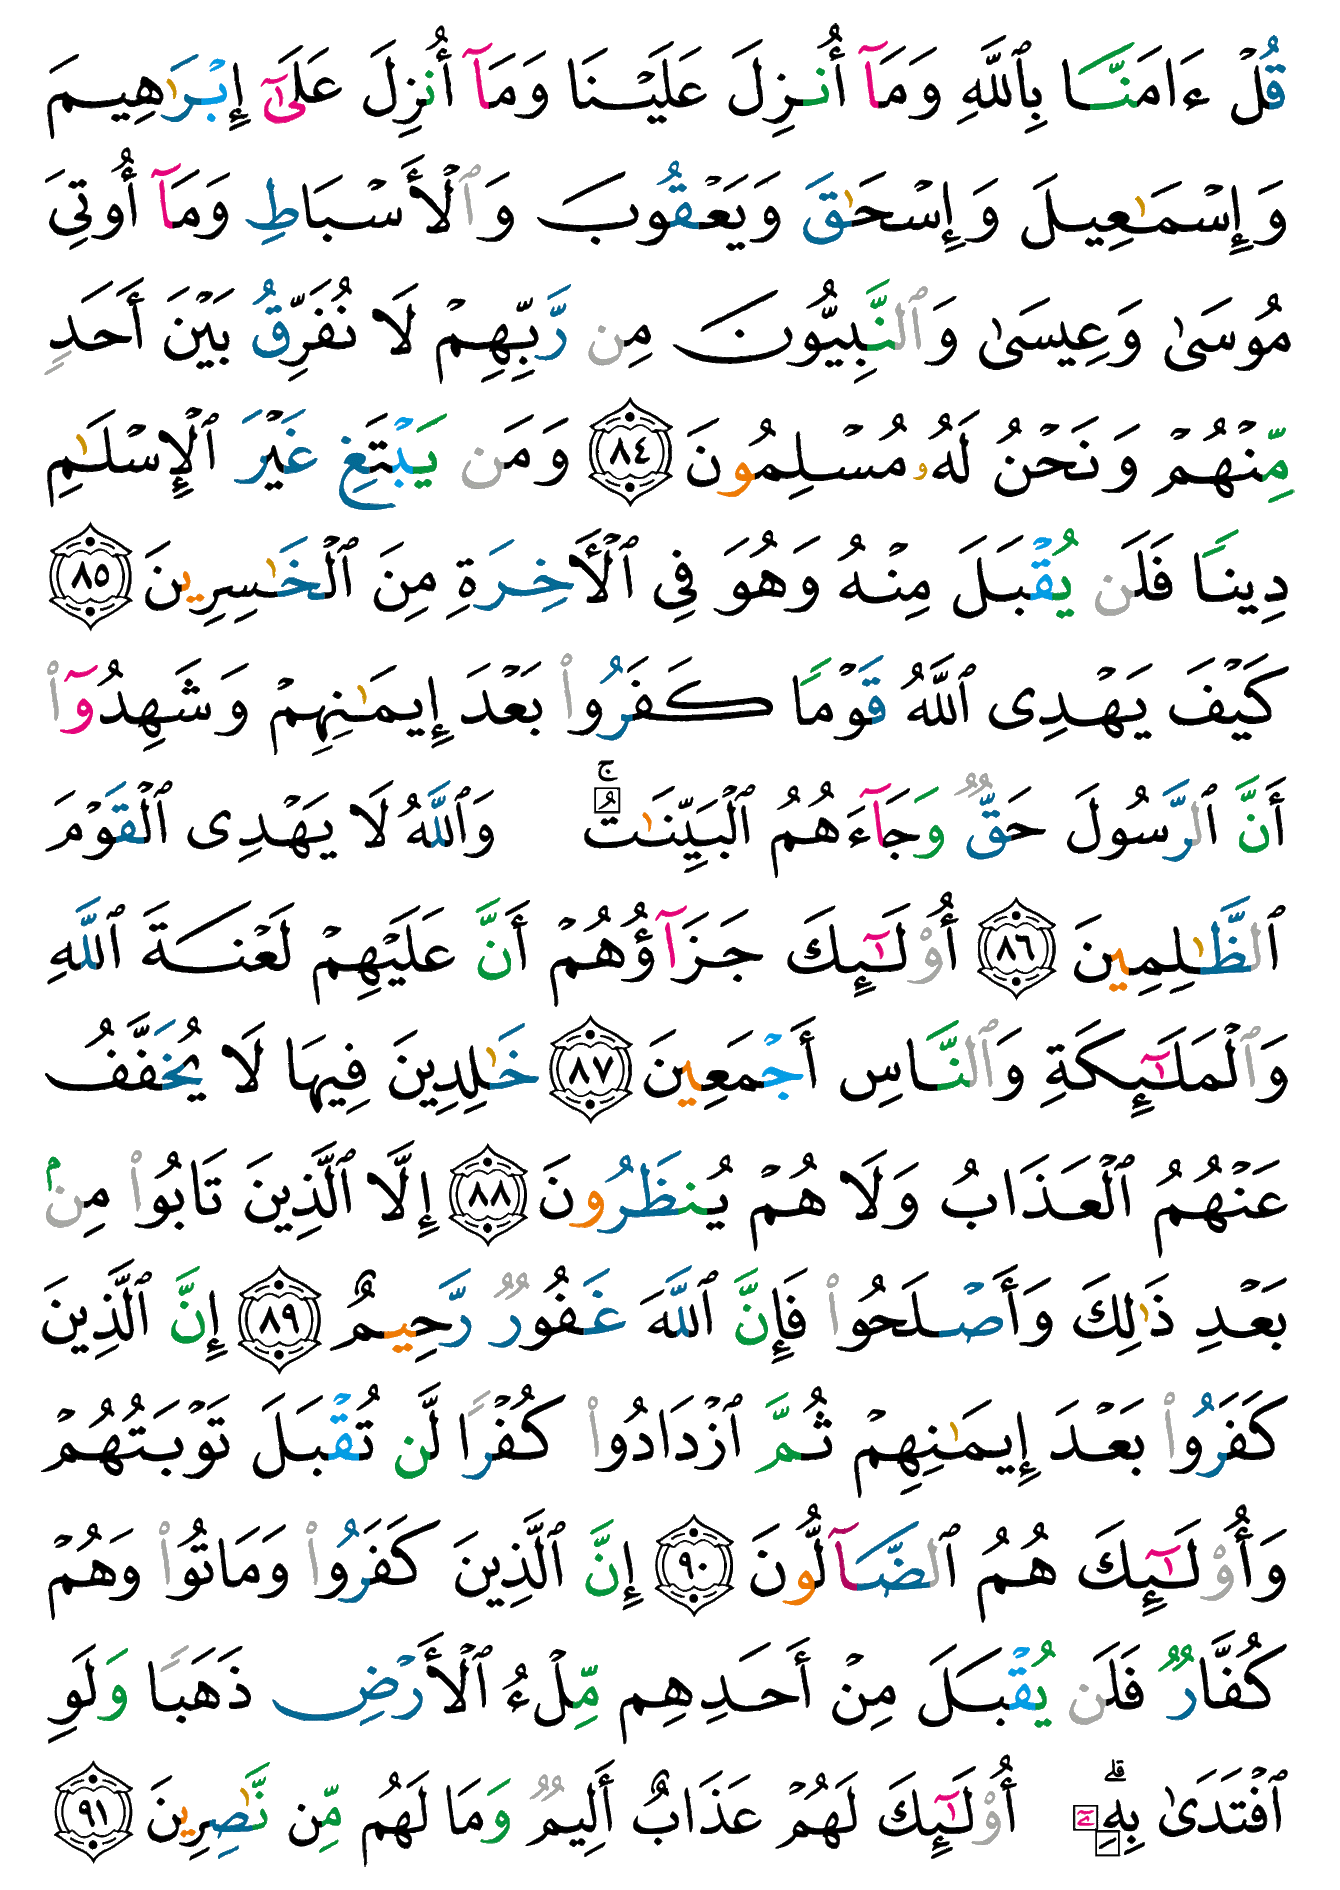 قُلۡ ءَامَنَّا بِٱللَّهِ وَمَآ أُنزِلَ عَلَيۡنَا وَمَآ أُنزِلَ عَلَىٰٓ إِبۡرَٰهِيمَ
وَإِسۡمَٰعِيلَ وَإِسۡحَٰقَ وَيَعۡقُوبَ وَٱلۡأَسۡبَاطِ وَمَآ أُوتِيَ
مُوسَىٰ وَعِيسَىٰ وَٱلنَّبِيُّونَ مِن رَّبِّهِمۡ لَا نُفَرِّقُ بَيۡنَ أَحَدٖ
مِّنۡهُمۡ وَنَحۡنُ لَهُۥ مُسۡلِمُونَ ٨٤ وَمَن يَبۡتَغِ غَيۡرَ ٱلۡإِسۡلَٰمِ
دِينٗا فَلَن يُقۡبَلَ مِنۡهُ وَهُوَ فِي ٱلۡأٓخِرَةِ مِنَ ٱلۡخَٰسِرِينَ ٨٥
كَيۡفَ يَهۡدِي ٱللَّهُ قَوۡمٗا كَفَرُواْ بَعۡدَ إِيمَٰنِهِمۡ وَشَهِدُوٓاْ
أَنَّ ٱلرَّسُولَ حَقّٞ وَجَآءَهُمُ ٱلۡبَيِّنَٰتُۚ وَٱللَّهُ لَا يَهۡدِي ٱلۡقَوۡمَ
ٱلظَّٰلِمِينَ ٨٦ أُوْلَٰٓئِكَ جَزَآؤُهُمۡ أَنَّ عَلَيۡهِمۡ لَعۡنَةَ ٱللَّهِ
وَٱلۡمَلَٰٓئِكَةِ وَٱلنَّاسِ أَجۡمَعِينَ ٨٧ خَٰلِدِينَ فِيهَا لَا يُخَفَّفُ
عَنۡهُمُ ٱلۡعَذَابُ وَلَا هُمۡ يُنظَرُونَ ٨٨ إِلَّا ٱلَّذِينَ تَابُواْ مِنۢ
بَعۡدِ ذَٰلِكَ وَأَصۡلَحُواْ فَإِنَّ ٱللَّهَ غَفُورٞ رَّحِيمٌ ٨٩ إِنَّ ٱلَّذِينَ
كَفَرُواْ بَعۡدَ إِيمَٰنِهِمۡ ثُمَّ ٱزۡدَادُواْ كُفۡرٗا لَّن تُقۡبَلَ تَوۡبَتُهُمۡ
وَأُوْلَٰٓئِكَ هُمُ ٱلضَّآلُّونَ ٩٠ إِنَّ ٱلَّذِينَ كَفَرُواْ وَمَاتُواْ وَهُمۡ
كُفَّارٞ فَلَن يُقۡبَلَ مِنۡ أَحَدِهِم مِّلۡءُ ٱلۡأَرۡضِ ذَهَبٗا وَلَوِ
ٱفۡتَدَىٰ بِهِۦٓۗ أُوْلَٰٓئِكَ لَهُمۡ عَذَابٌ أَلِيمٞ وَمَا لَهُم مِّن نَّٰصِرِينَ ٩١